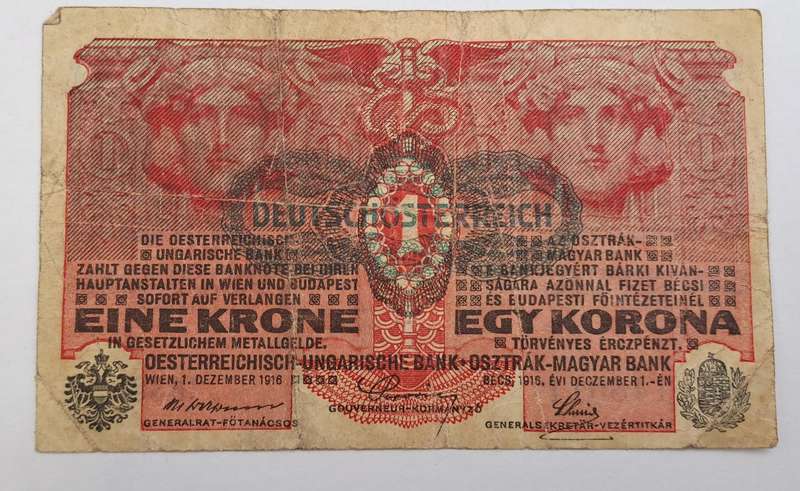 1
DEUTSCHÖSTERREICH
DIE OESTERREICHISCH-
UNGARISCHE BANK
ZAHLT GEGEN DIESE BANKNOTE BEI IHREN
HAUPTANSTALTEN IN WIEN UND BUDAPEST
SOFORT AUF VERLANGEN
EINE KRONE
IN GESETZLICHEM METALLGELDE.
AZ OSZTRÁK-
MAGYAR BANK
E BANKJEGYÉRT BÁRKI KIVÁN-
SÁGÁRA AZONNAL FIZET BÉCSI
ÉS BUDAPESTI FŐINTÉZETEINÉL
EGY KORONA
TÖRVÉNYES ÉRCZPÉNZT.
OESTERREICHISCH-UNGARISCHE BANK • OSZTRÁK-MAGYAR BANK
WIEN, 1. DEZEMBER 1916
BÉCS, 1916. ÉVI DECZEMBER 1.-ÉN
GOUVERNEUR-KORMÁNYZÓ
GENERALRAT-FŐTANÁCSOS
GENERALSEKRETÄR-VEZÉRTITKÁR